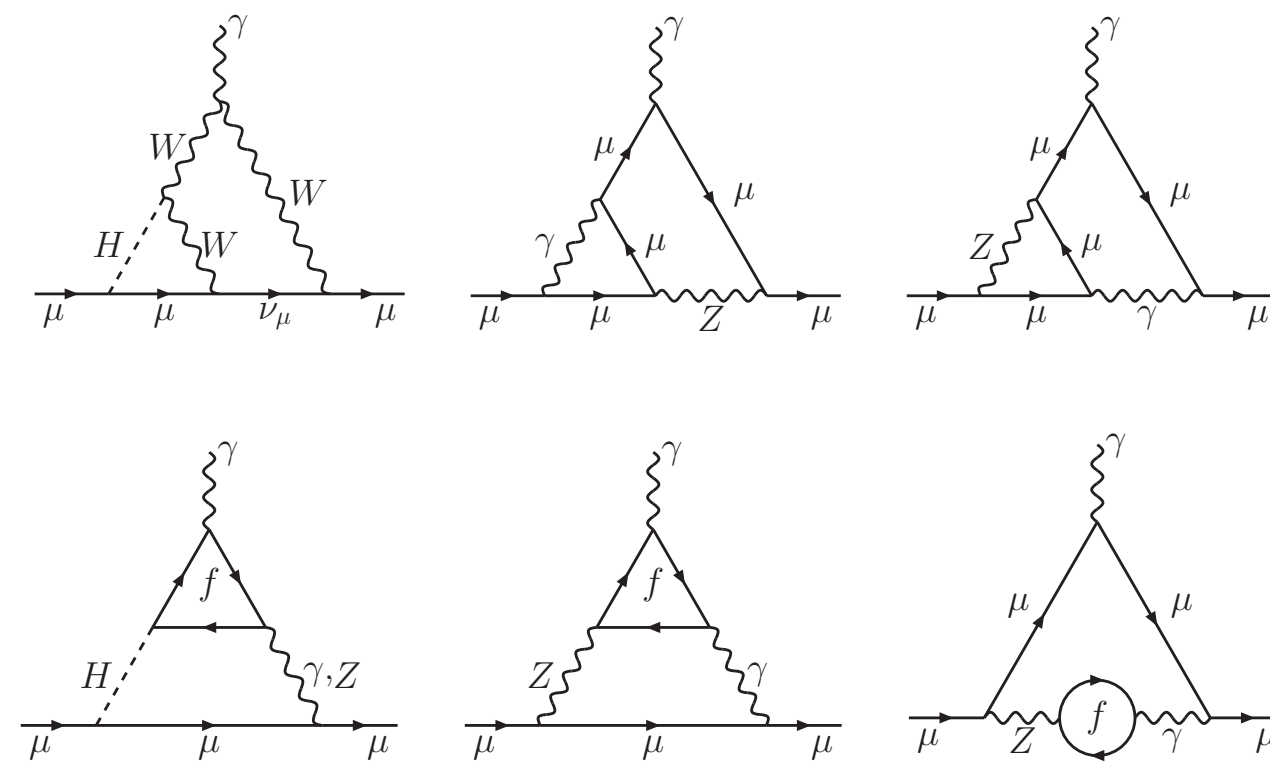 γ γ γ
W W H W μ μ ν_μ μ
μ μ γ μ μ μ Z μ
μ μ Z μ μ μ γ μ
γ γ γ
f H γ,Z μ μ μ
f Z γ μ μ μ
μ μ f μ Z γ μ